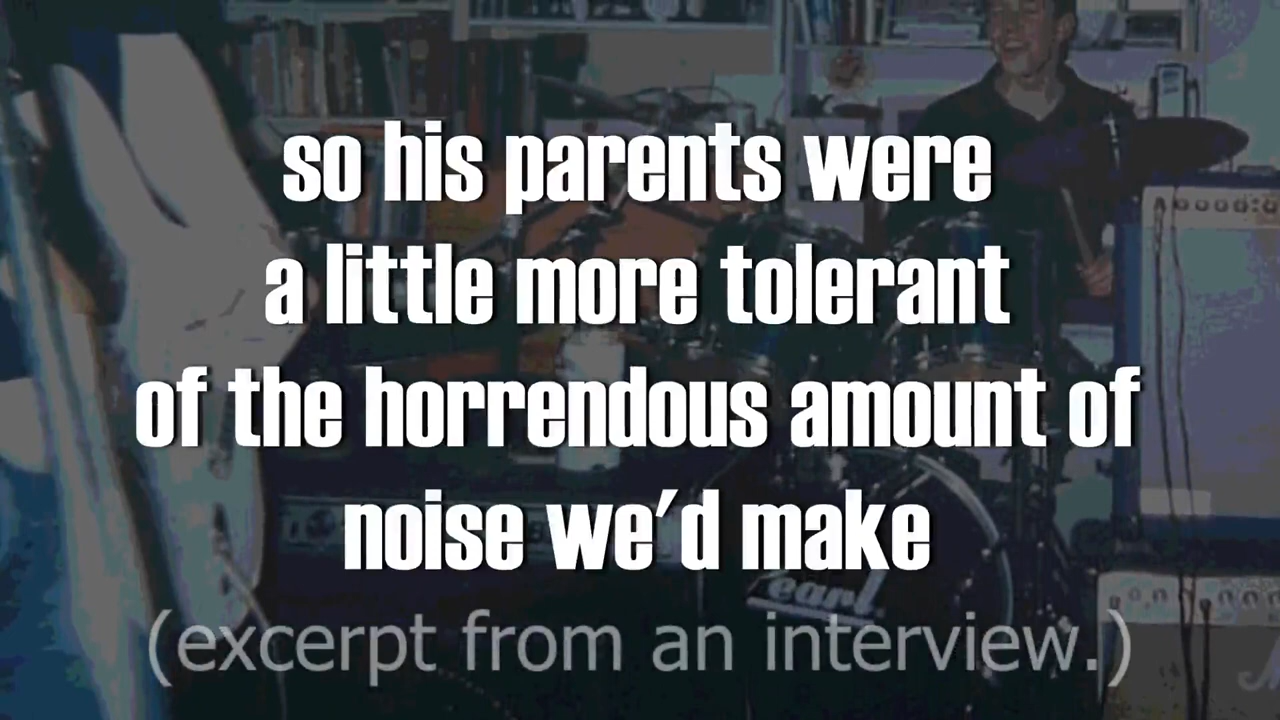 so his parents were
a little more tolerant
of the horrendous amount of
noise we'd make
earl
(excerpt from an interview.)